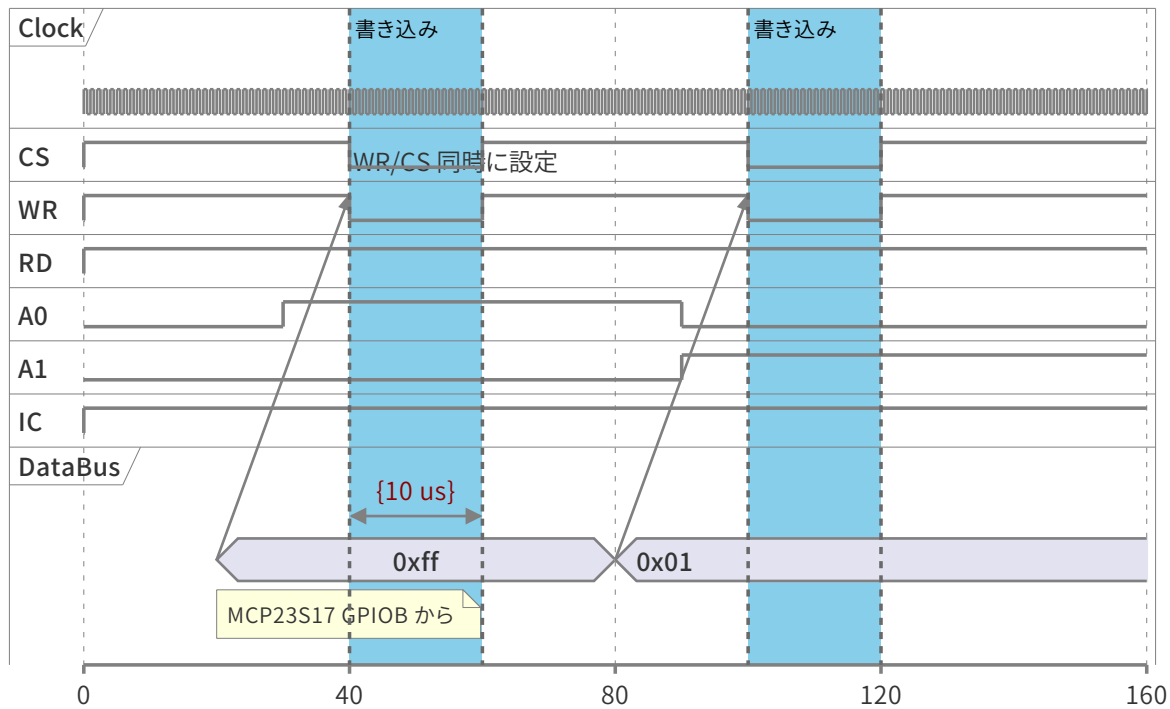 Clock
書き込み
書き込み
CS
WR/CS 同時に設定
WR
RD
A0
A1
IC
DataBus
{10 us}
0xff
0x01
MCP23S17 GPIOB から
0
40
80
120
160